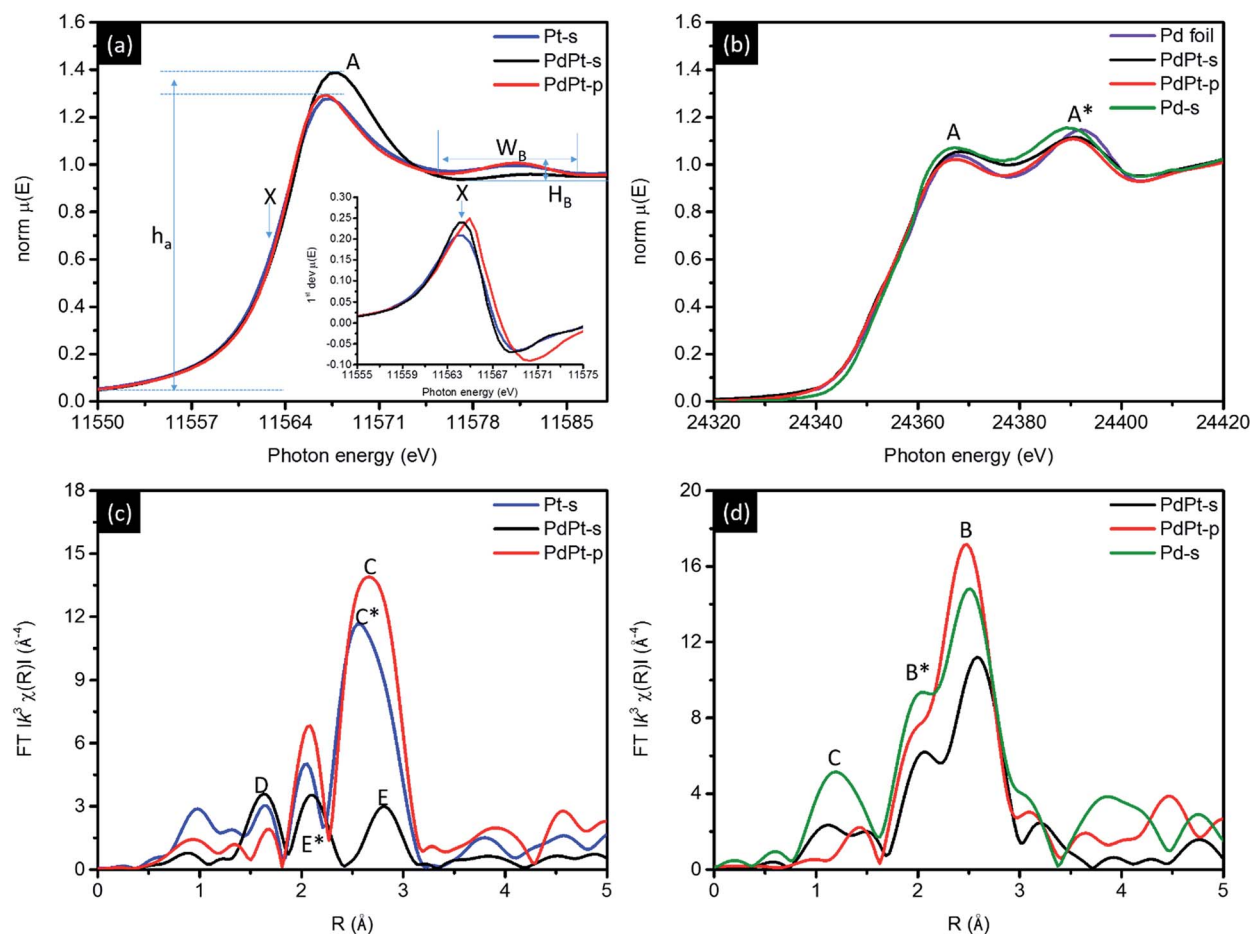 (a)
Pt-s
PdPt-s
PdPt-p
A
X
h_a
W_B
H_B
norm μ(E)
1.6
1.4
1.2
1.0
0.8
0.6
0.4
0.2
0.0
11550 11557 11564 11571 11578 11585
Photon energy (eV)
X
1st dev μ(E)
0.30
0.25
0.20
0.15
0.10
0.05
0.00
-0.05
-0.10
11555 11559 11563 11567 11571 11575
Photon energy (eV)
(b)
Pd foil
PdPt-s
PdPt-p
Pd-s
A
A*
norm μ(E)
1.6
1.4
1.2
1.0
0.8
0.6
0.4
0.2
0.0
24320 24340 24360 24380 24400 24420
Photon energy (eV)
(c)
Pt-s
PdPt-s
PdPt-p
C
C*
D
E
E*
FT |k³ χ(R)| (Å⁻⁴)
18
15
12
9
6
3
0
0 1 2 3 4 5
R (Å)
(d)
PdPt-s
PdPt-p
Pd-s
B
B*
C
FT |k³ χ(R)| (Å⁻⁴)
20
16
12
8
4
0
0 1 2 3 4 5
R (Å)